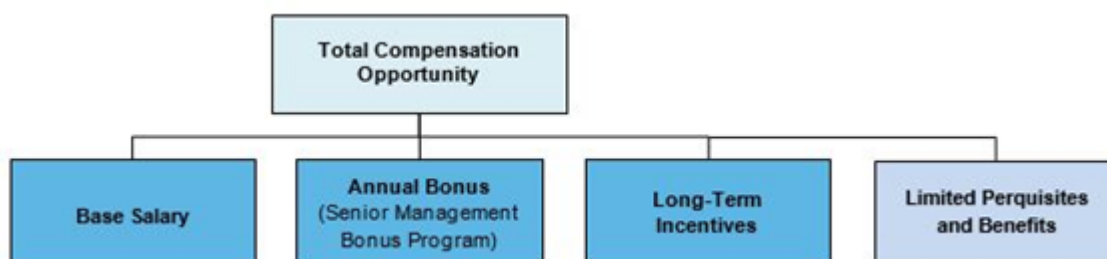 Total Compensation
Opportunity
Base Salary
Annual Bonus
(Senior Management
Bonus Program)
Long-Term
Incentives
Limited Perquisites
and Benefits